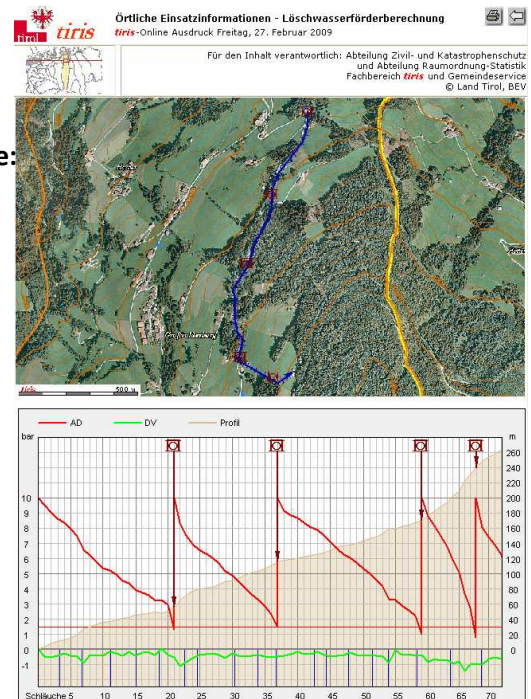 tirol
tiris
Örtliche Einsatzinformationen - Löschwasserförderberechnung
tiris-Online Ausdruck Freitag, 27. Februar 2009
Für den Inhalt verantwortlich: Abteilung Zivil- und Katastrophenschutz
und Abteilung Raumordnung-Statistik
Fachbereich tiris und Gemeindeservice
© Land Tirol, BEV
e:
tiris
AD
DV
Profil
bar
m
260
240
220
200
180
160
140
120
100
80
60
40
20
0
10
9
8
7
6
5
4
3
2
1
0
-1
Schläuche 5 10 15 20 25 30 35 40 45 50 55 60 65 70